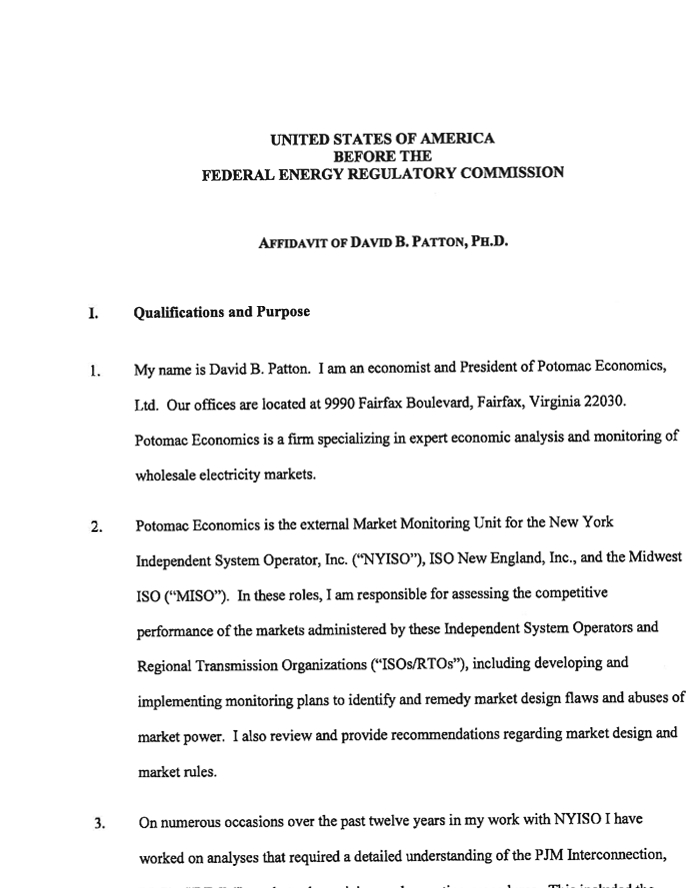 UNITED STATES OF AMERICA
BEFORE THE
FEDERAL ENERGY REGULATORY COMMISSION
AFFIDAVIT OF DAVID B. PATTON, PH.D.
I. Qualifications and Purpose
1. My name is David B. Patton. I am an economist and President of Potomac Economics,
Ltd. Our offices are located at 9990 Fairfax Boulevard, Fairfax, Virginia 22030.
Potomac Economics is a firm specializing in expert economic analysis and monitoring of
wholesale electricity markets.
2. Potomac Economics is the external Market Monitoring Unit for the New York
Independent System Operator, Inc. (“NYISO”), ISO New England, Inc., and the Midwest
ISO (“MISO”). In these roles, I am responsible for assessing the competitive
performance of the markets administered by these Independent System Operators and
Regional Transmission Organizations (“ISOs/RTOs”), including developing and
implementing monitoring plans to identify and remedy market design flaws and abuses of
market power. I also review and provide recommendations regarding market design and
market rules.
3. On numerous occasions over the past twelve years in my work with NYISO I have
worked on analyses that required a detailed understanding of the PJM Interconnection,